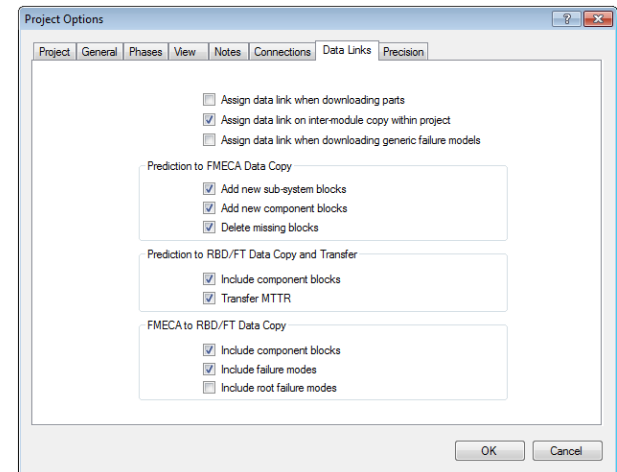 Project Options
Project General Phases View Notes Connections Data Links Precision
Assign data link when downloading parts
Assign data link on inter-module copy within project
Assign data link when downloading generic failure models
Prediction to FMECA Data Copy
Add new sub-system blocks
Add new component blocks
Delete missing blocks
Prediction to RBD/FT Data Copy and Transfer
Include component blocks
Transfer MTTR
FMECA to RBD/FT Data Copy
Include component blocks
Include failure modes
Include root failure modes
OK Cancel